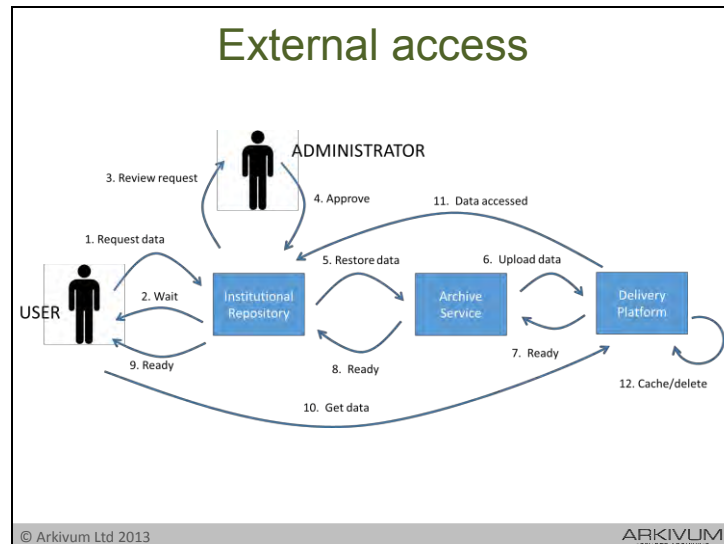 External access
ADMINISTRATOR
3. Review request
4. Approve
11. Data accessed
1. Request data
5. Restore data
6. Upload data
2. Wait
USER
Institutional
Repository
Archive
Service
Delivery
Platform
9. Ready
8. Ready
7. Ready
12. Cache/delete
10. Get data
© Arkivum Ltd 2013
ARKIVUM